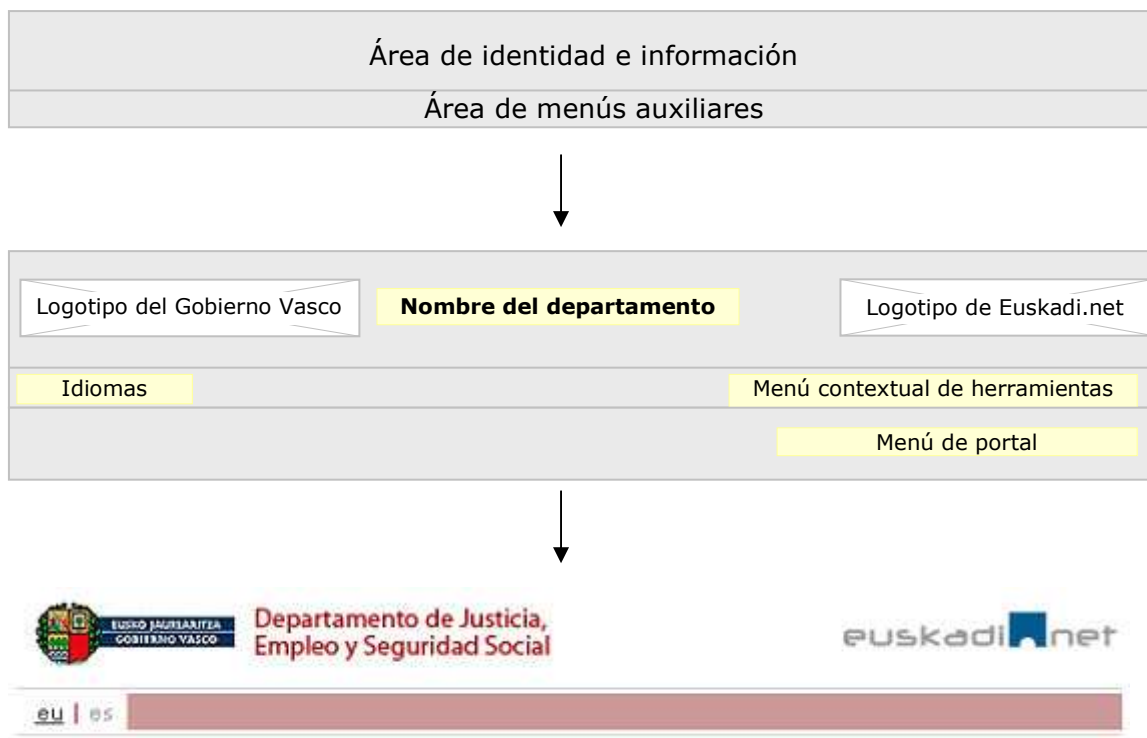 Área de identidad e información
Área de menús auxiliares
Logotipo del Gobierno Vasco
Nombre del departamento
Logotipo de Euskadi.net
Idiomas
Menú contextual de herramientas
Menú de portal
EUSKO JAURLARITZA
GOBIERNO VASCO
Departamento de Justicia,
Empleo y Seguridad Social
euskadi net
eu | es